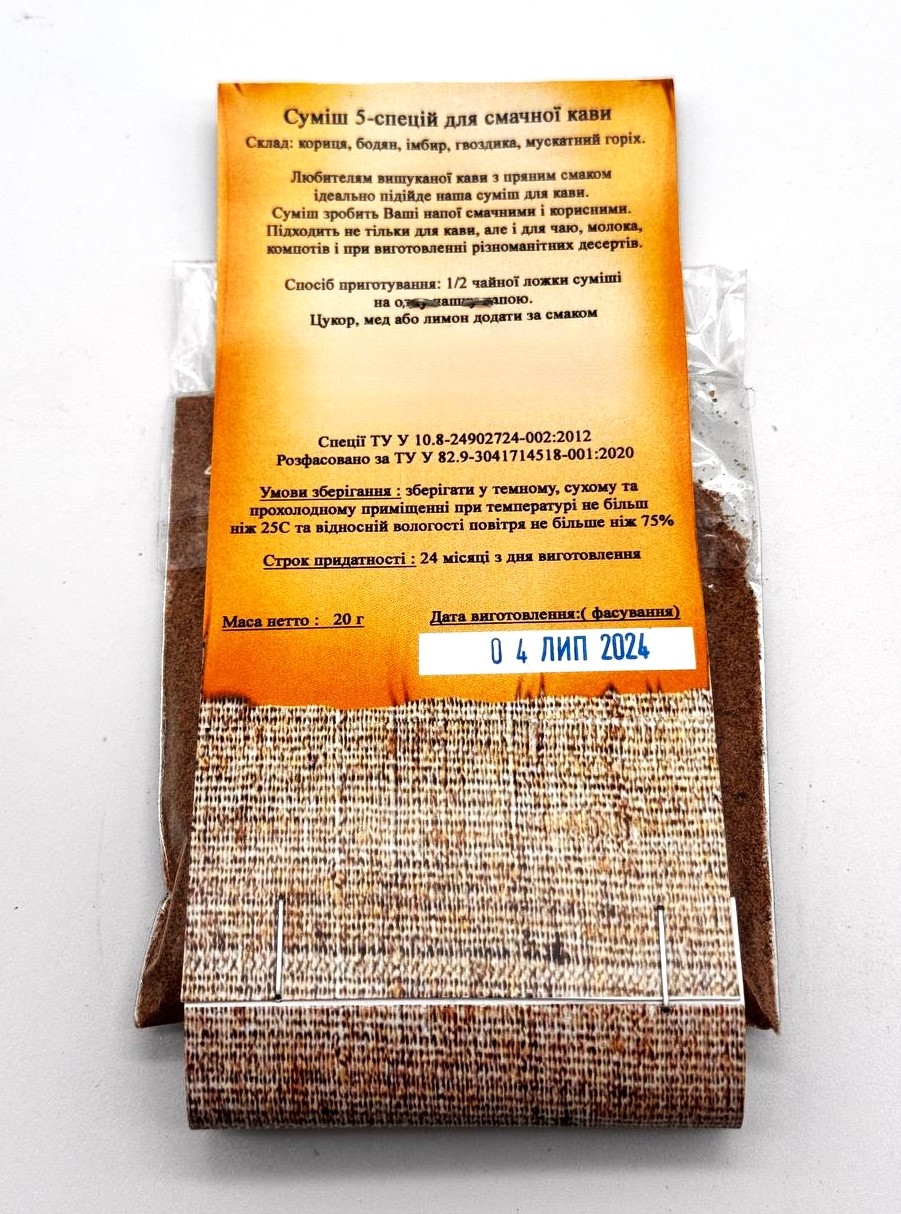 Суміш 5-спецій для смачної кави
Склад: кориця, бодян, імбир, гвоздика, мускатний горіх.
Любителям вишуканої кави з пряним смаком
ідеально підійде наша суміш для кави.
Суміш зробить Ваші напої смачними і корисними.
Підходить не тільки для кави, але і для чаю, молока,
компотів і при виготовленні різноманітних десертів.
Спосіб приготування: 1/2 чайної ложки суміші
на
Цукор, мед або лимон додати за смаком
Спеції ТУ У 10.8-24902724-002:2012
Розфасовано за ТУ У 82.9-3041714518-001:2020
Умови зберігання : зберігати у темному, сухому та
прохолодному приміщенні при температурі не більш
ніж 25С та відносній вологості повітря не більше ніж 75%
Строк придатності : 24 місяці з дня виготовлення
Маса нетто : 20 г
Дата виготовлення:( фасування)
0 4 ЛИП 2024